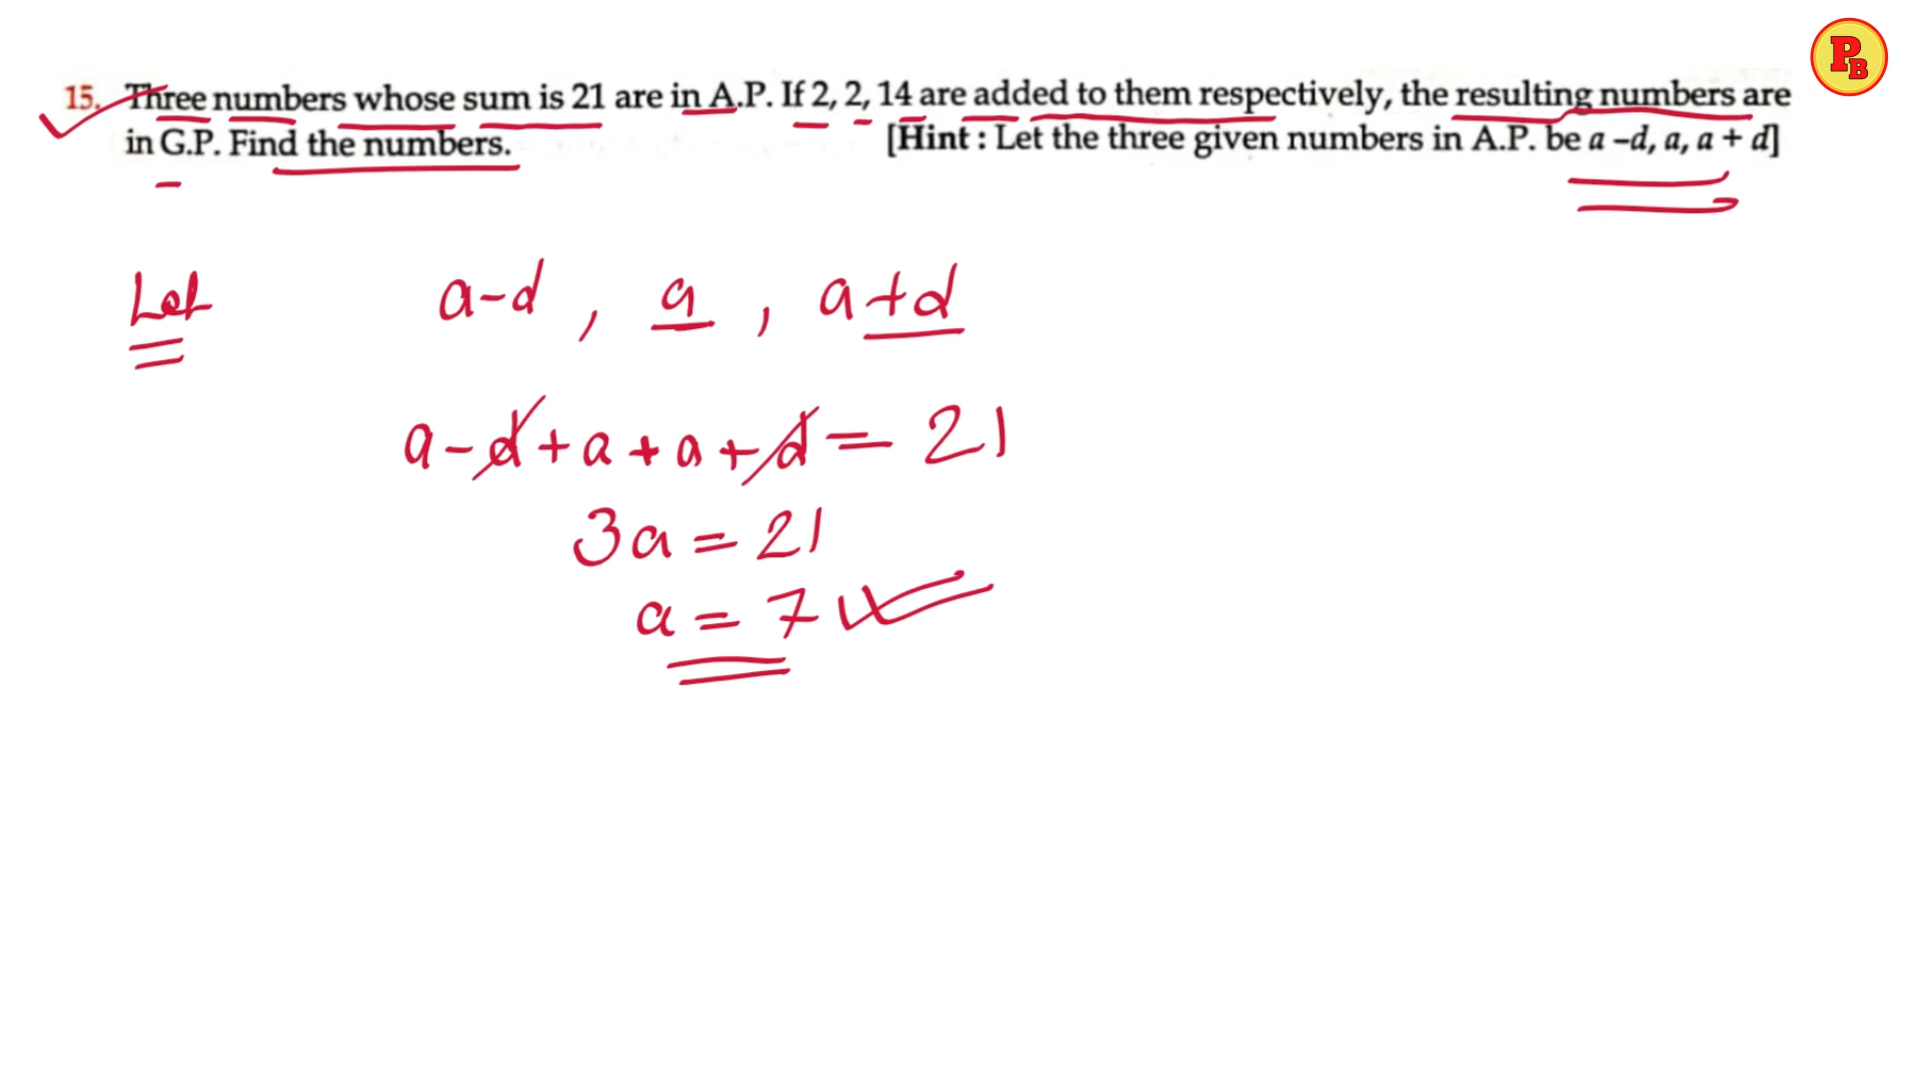 PB
15. Three numbers whose sum is 21 are in A.P. If 2, 2, 14 are added to them respectively, the resulting numbers are
in G.P. Find the numbers. [Hint : Let the three given numbers in A.P. be a –d, a, a + d]
Let a-d , a , a+d
a-d+a+a+d=21
3a=21
a=7